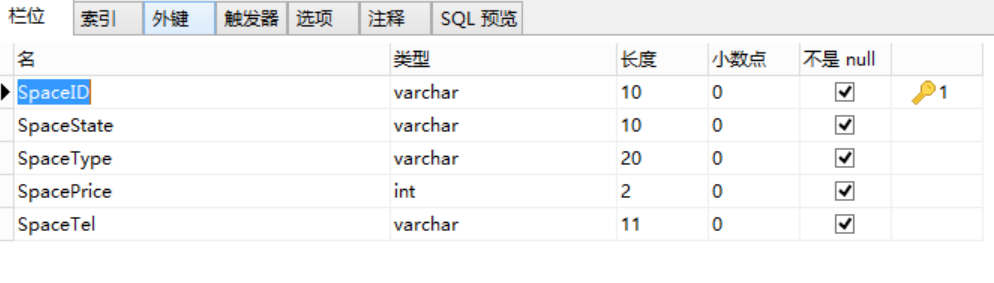 栏位 索引 外键 触发器 选项 注释 SQL 预览
名 类型 长度 小数点 不是 null
SpaceID varchar 10 0 1
SpaceState varchar 10 0
SpaceType varchar 20 0
SpacePrice int 2 0
SpaceTel varchar 11 0